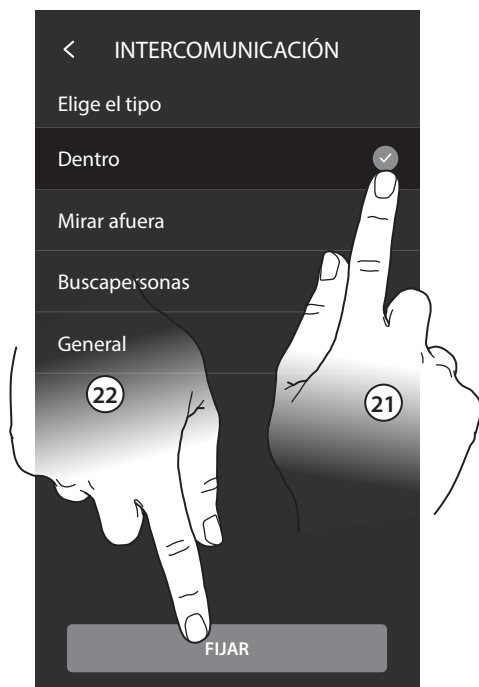 INTERCOMUNICACIÓN
Elige el tipo
Dentro
Mirar afuera
Buscapersonas
General
22
21
FIJAR